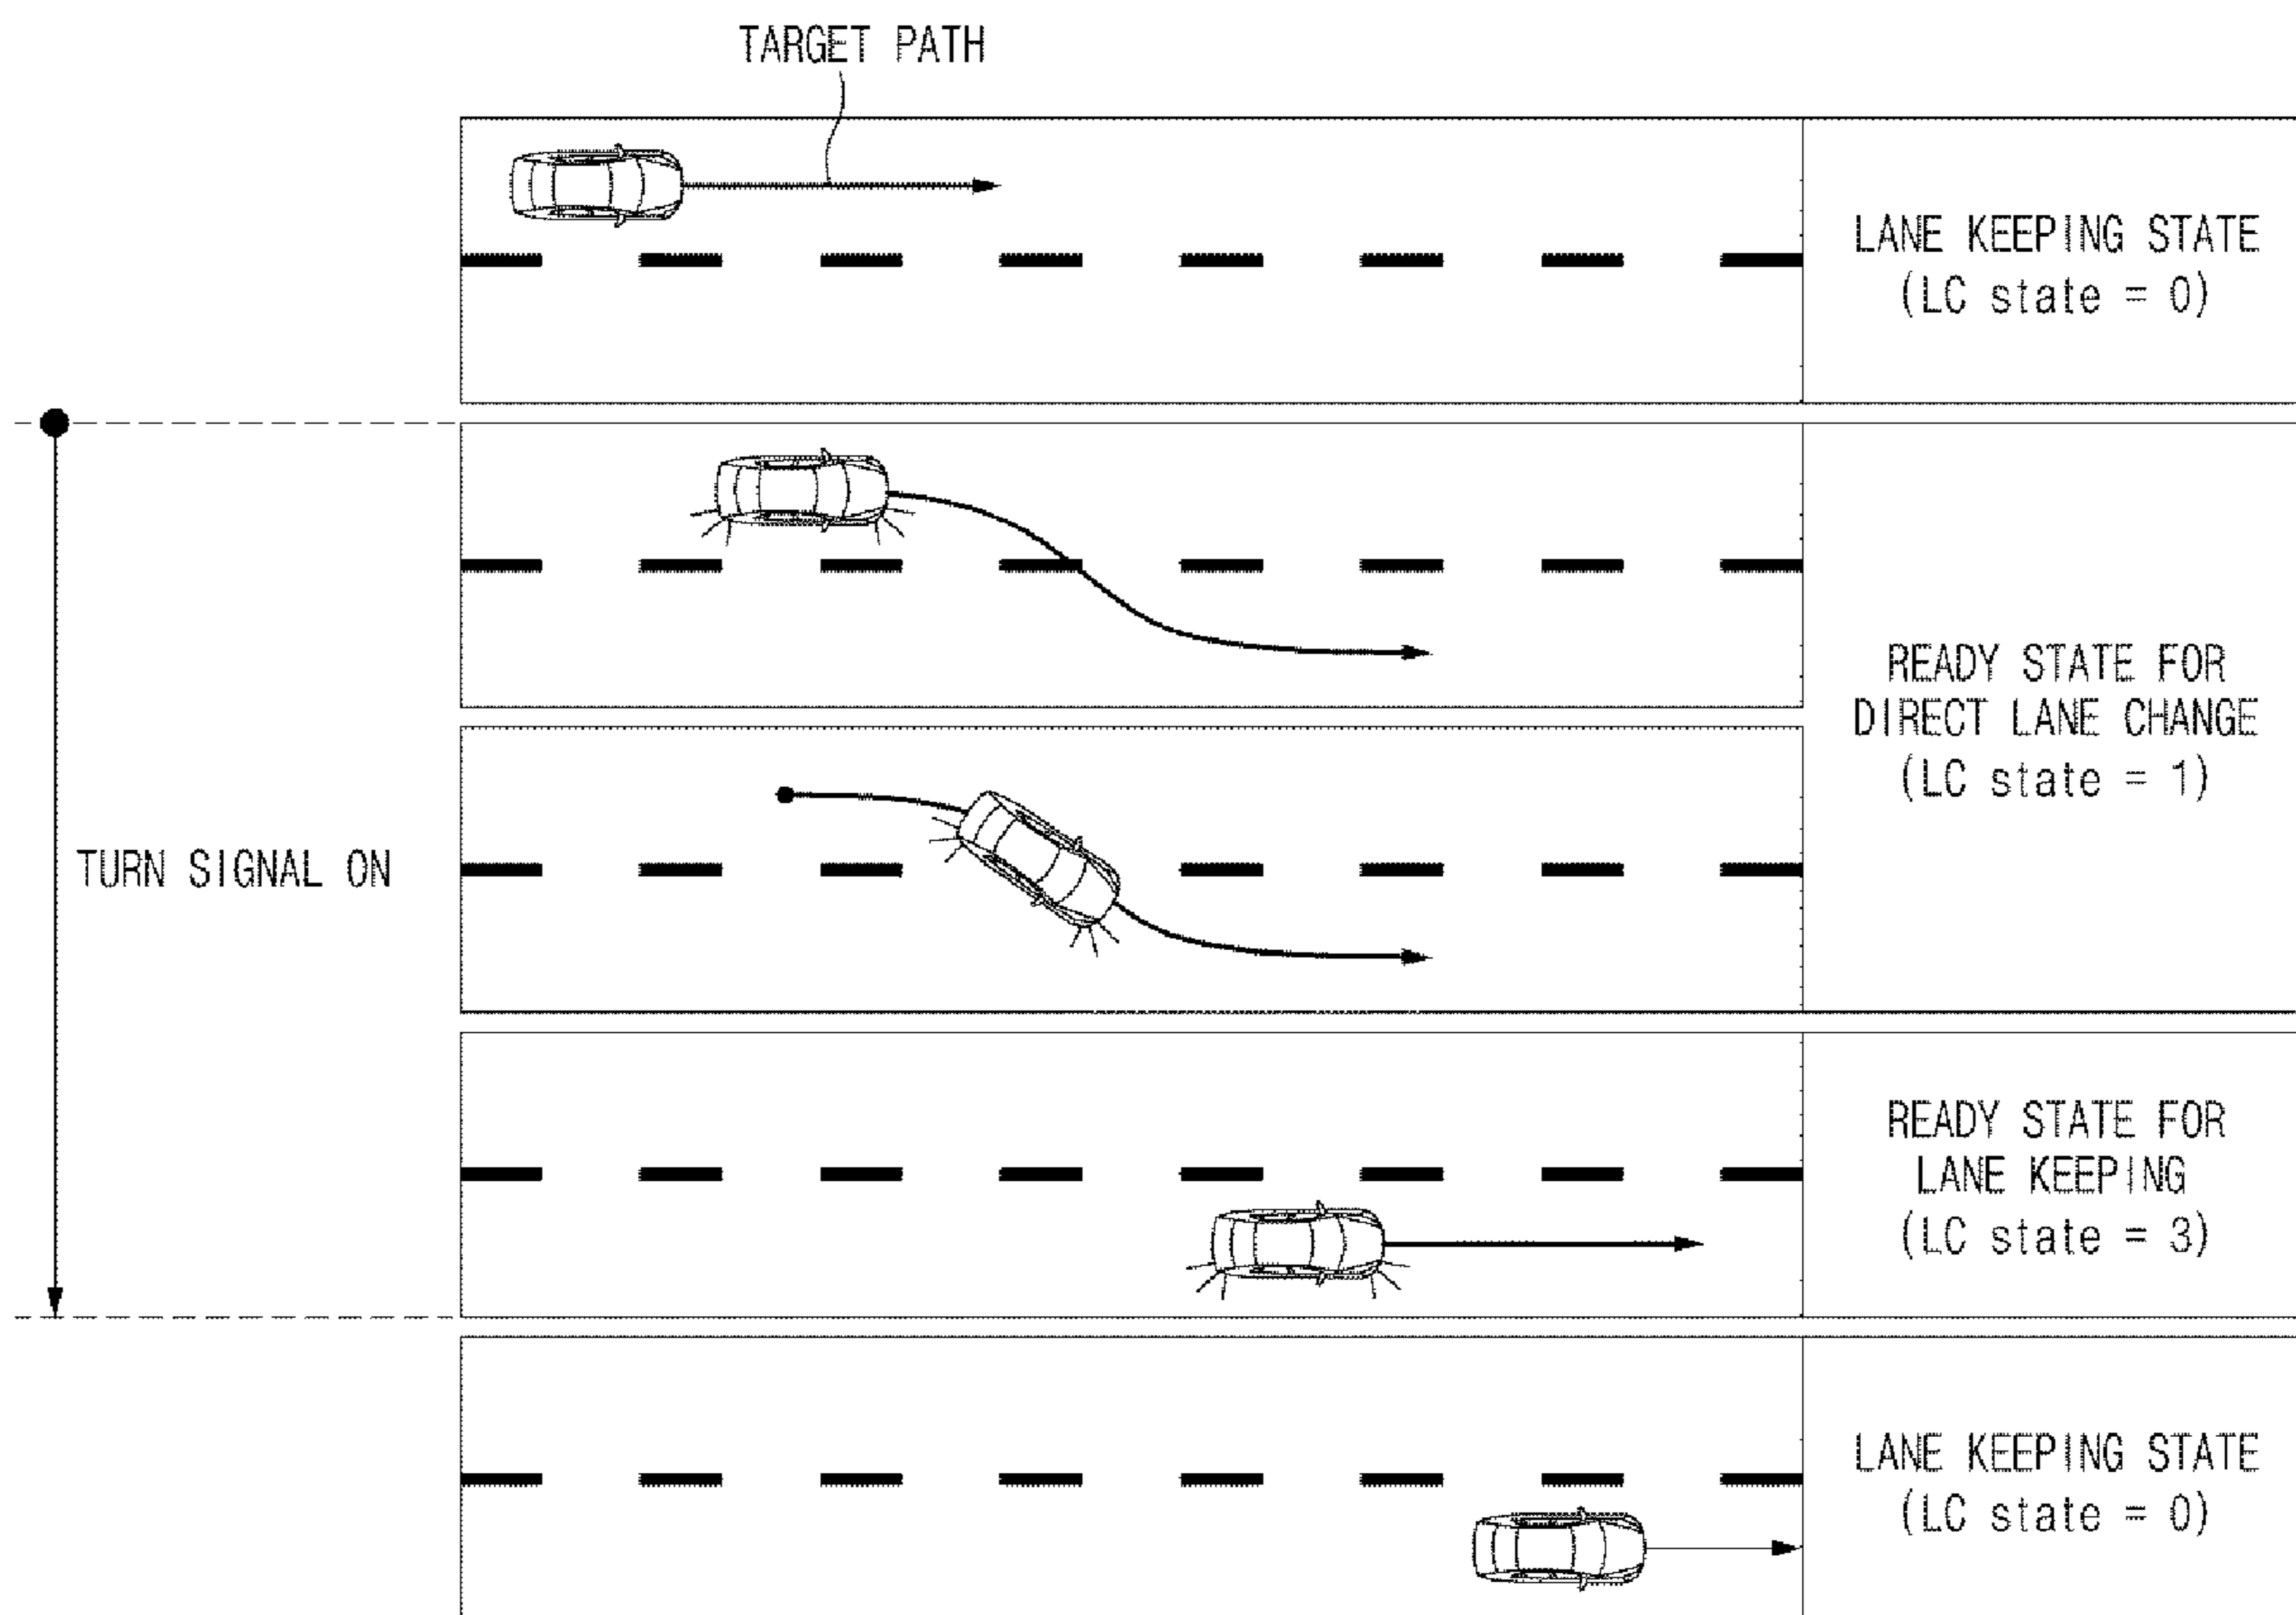 TARGET PATH
LANE KEEPING STATE
(LC state = 0)
READY STATE FOR
DIRECT LANE CHANGE
(LC state = 1)
TURN SIGNAL ON
READY STATE FOR
LANE KEEPING
(LC state = 3)
LANE KEEPING STATE
(LC state = 0)